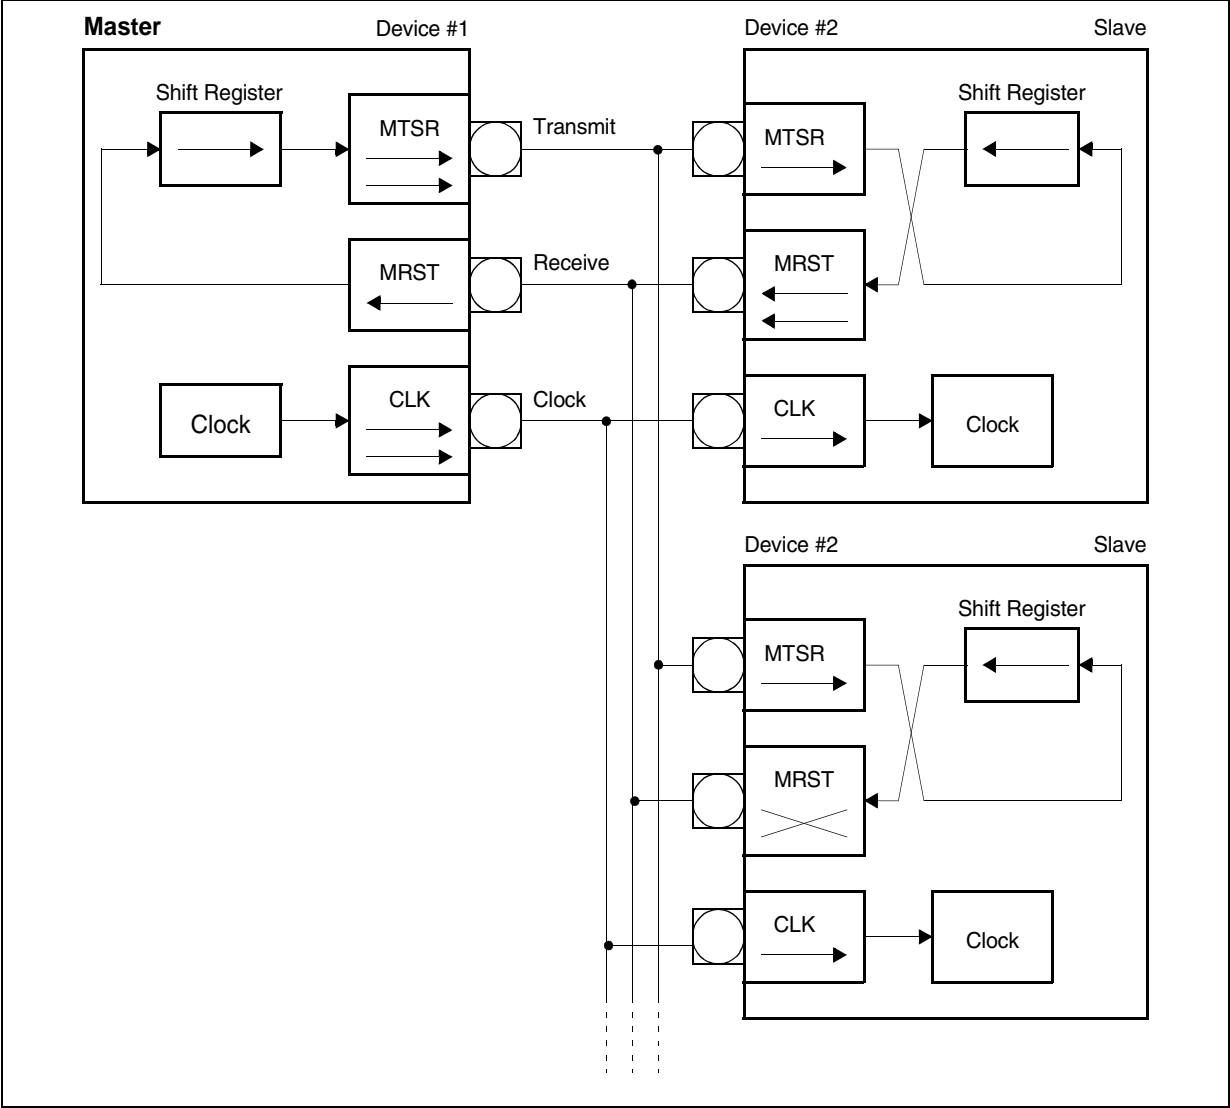 Master
Device #1
Shift Register
MTSR
Transmit
MRST
Receive
Clock
CLK
Clock
Device #2
Slave
Shift Register
MTSR
MRST
CLK
Clock
Device #2
Slave
Shift Register
MTSR
MRST
CLK
Clock